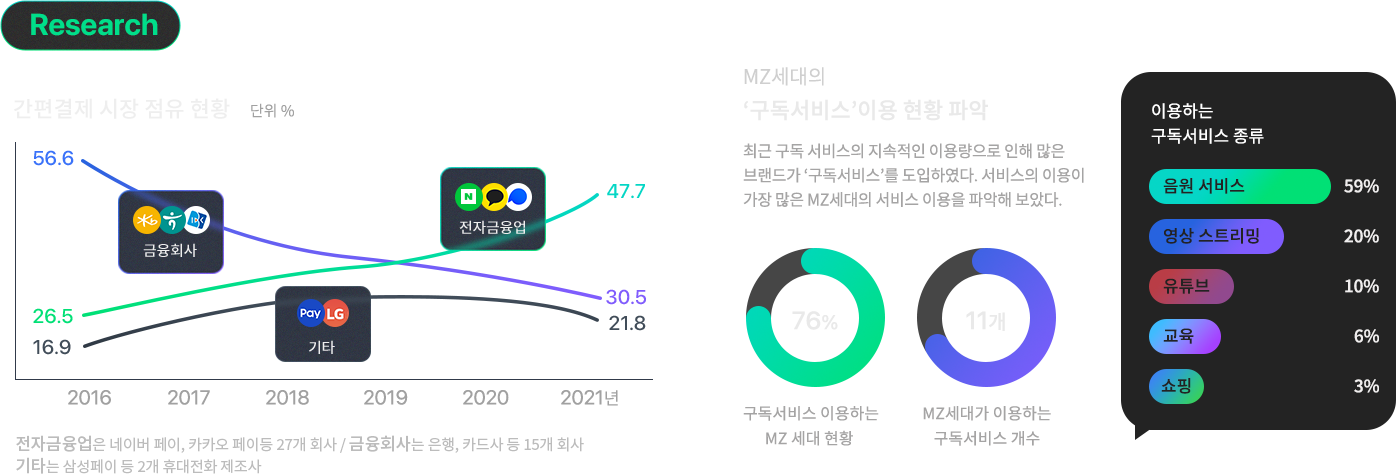 Research
간편결제 시장 점유 현황 단위 %
56.6
26.5
16.9
금융회사
Pay LG
기타
N
전자금융업
47.7
30.5
21.8
2016 2017 2018 2019 2020 2021년
전자금융업은 네이버 페이, 카카오 페이등 27개 회사 / 금융회사는 은행, 카드사 등 15개 회사
기타는 삼성페이 등 2개 휴대전화 제조사
MZ세대의
‘구독서비스’이용 현황 파악
최근 구독 서비스의 지속적인 이용량으로 인해 많은
브랜드가 ‘구독서비스’를 도입하였다. 서비스의 이용이
가장 많은 MZ세대의 서비스 이용을 파악해 보았다.
76%
구독서비스 이용하는
MZ 세대 현황
11개
MZ세대가 이용하는
구독서비스 개수
이용하는
구독서비스 종류
음원 서비스 59%
영상 스트리밍 20%
유튜브 10%
교육 6%
쇼핑 3%